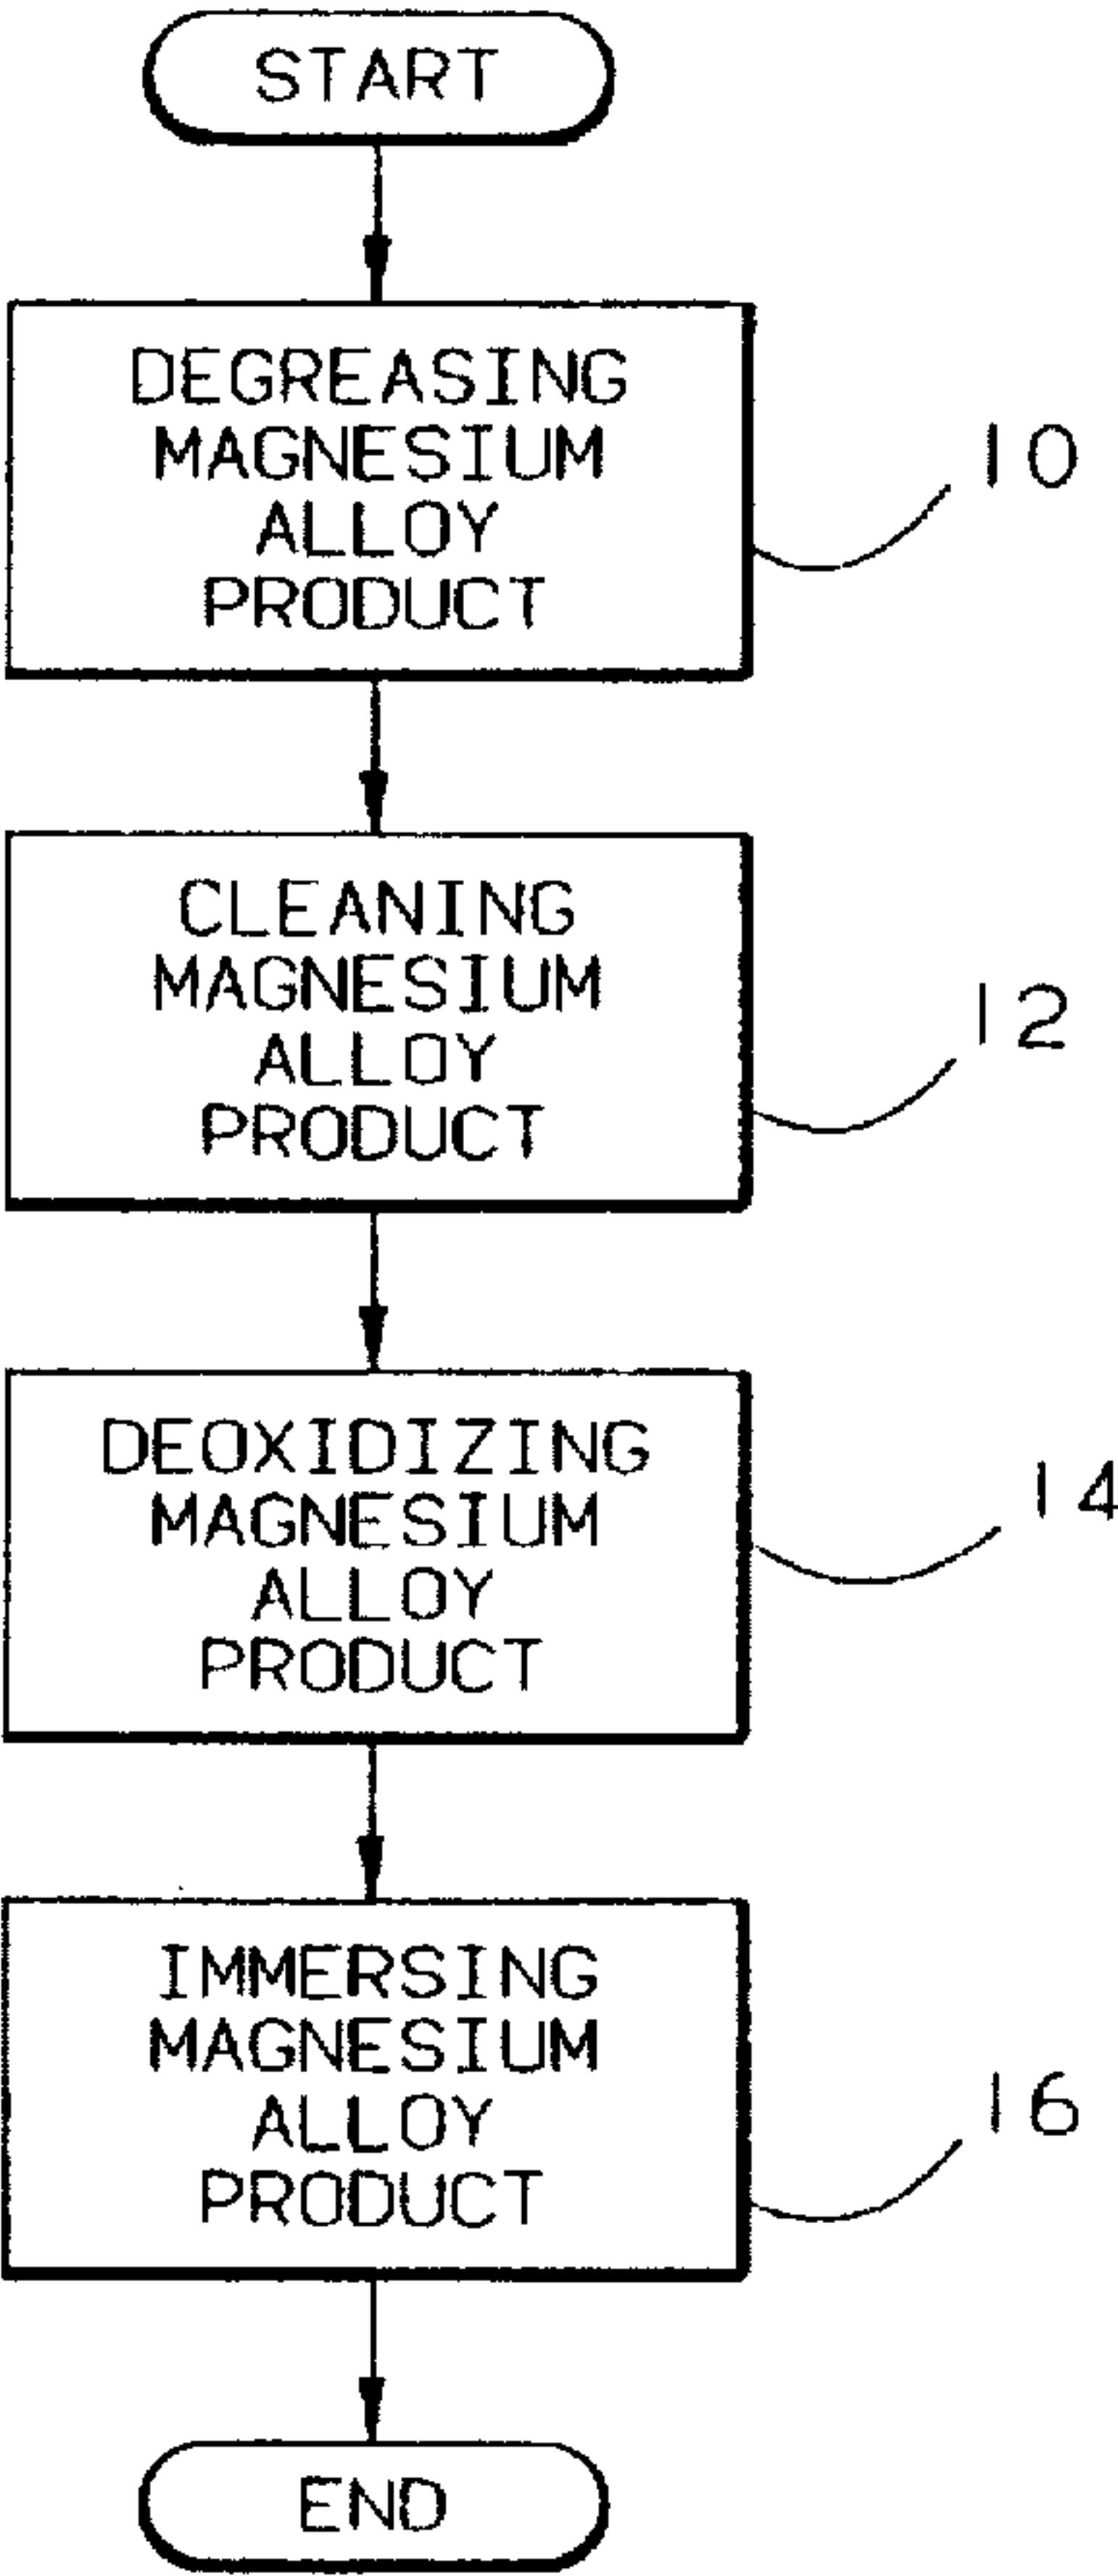 START
DEGREASING
MAGNESIUM
ALLOY
PRODUCT
10
CLEANING
MAGNESIUM
ALLOY
PRODUCT
12
DEOXIDIZING
MAGNESIUM
ALLOY
PRODUCT
14
IMMERSING
MAGNESIUM
ALLOY
PRODUCT
16
END